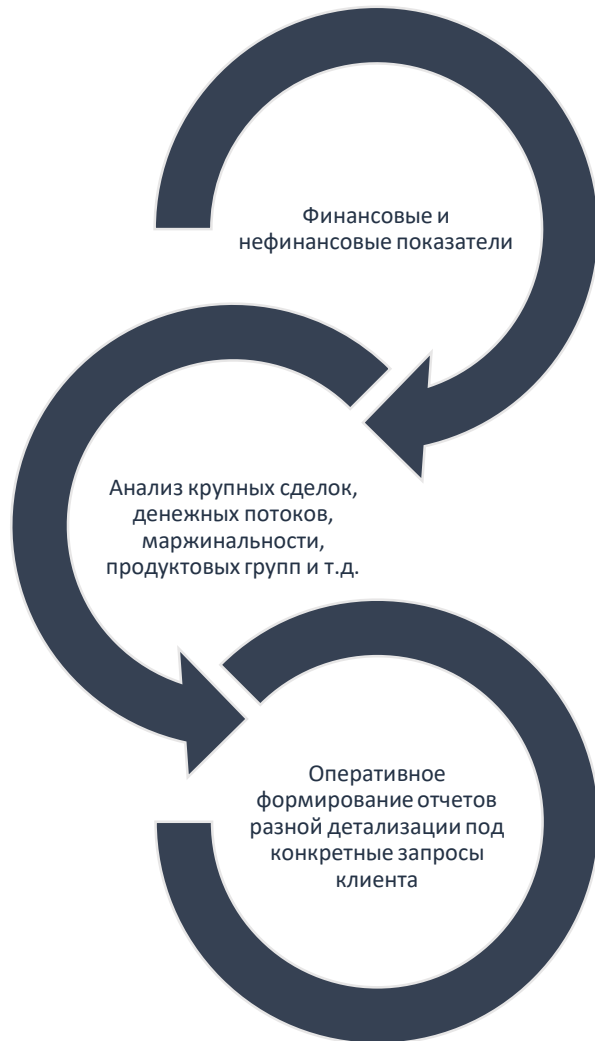 Финансовые и
нефинансовые показатели
Анализ крупных сделок,
денежных потоков,
маржинальности,
продуктовых групп и т.д.
Оперативное
формирование отчетов
разной детализации под
конкретные запросы
клиента